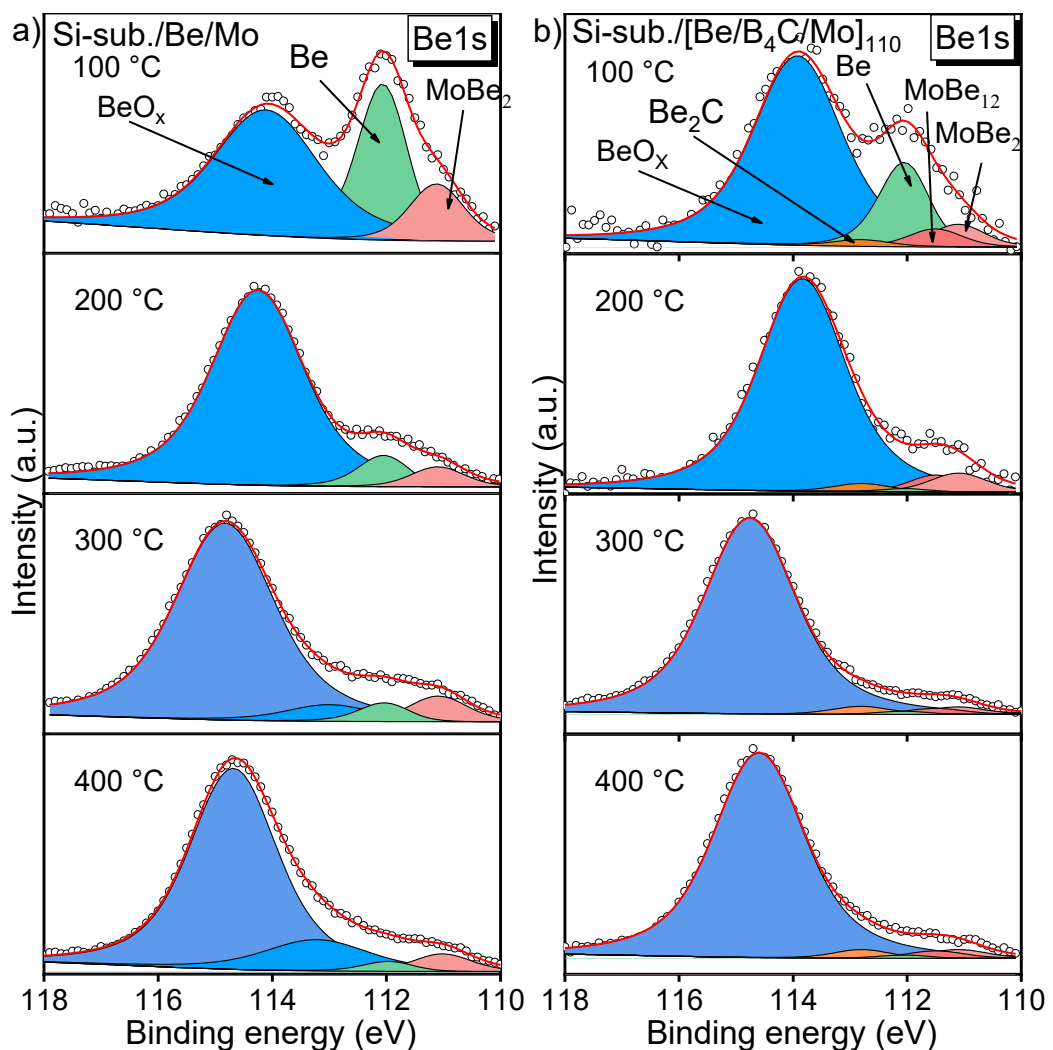 a) Si-sub./Be/Mo
Be1s
100 °C
Be
MoBe₂
BeOₓ
200 °C
300 °C
400 °C
Intensity (a.u.)
118 116 114 112 110
Binding energy (eV)
b) Si-sub./[Be/B₄C/Mo]₁₁₀
Be1s
100 °C
Be
MoBe₁₂
Be₂C
MoBe₂
BeOₓ
200 °C
300 °C
400 °C
Intensity (a.u.)
118 116 114 112 110
Binding energy (eV)